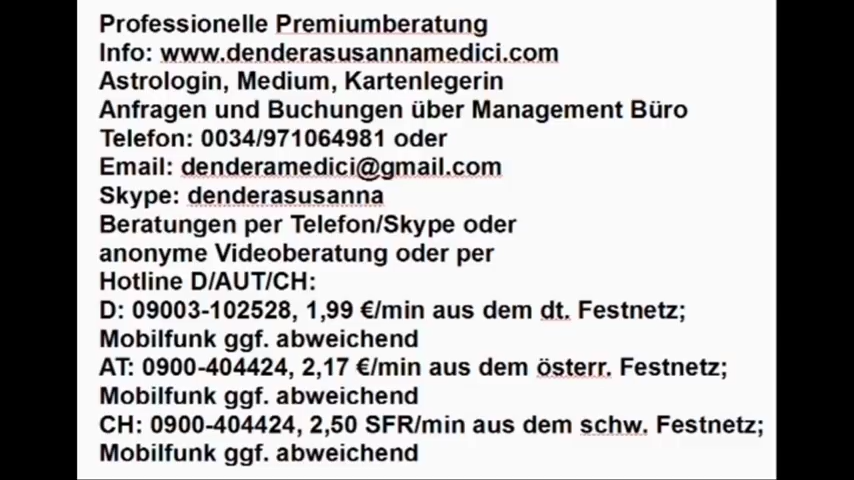 Professionelle Premiumberatung
Info: www.denderasusannamedici.com
Astrologin, Medium, Kartenlegerin
Anfragen und Buchungen über Management Büro
Telefon: 0034/971064981 oder
Email: denderamedici@gmail.com
Skype: denderasusanna
Beratungen per Telefon/Skype oder
anonyme Videoberatung oder per
Hotline D/AUT/CH:
D: 09003-102528, 1,99 €/min aus dem dt. Festnetz;
Mobilfunk ggf. abweichend
AT: 0900-404424, 2,17 €/min aus dem österr. Festnetz;
Mobilfunk ggf. abweichend
CH: 0900-404424, 2,50 SFR/min aus dem schw. Festnetz;
Mobilfunk ggf. abweichend